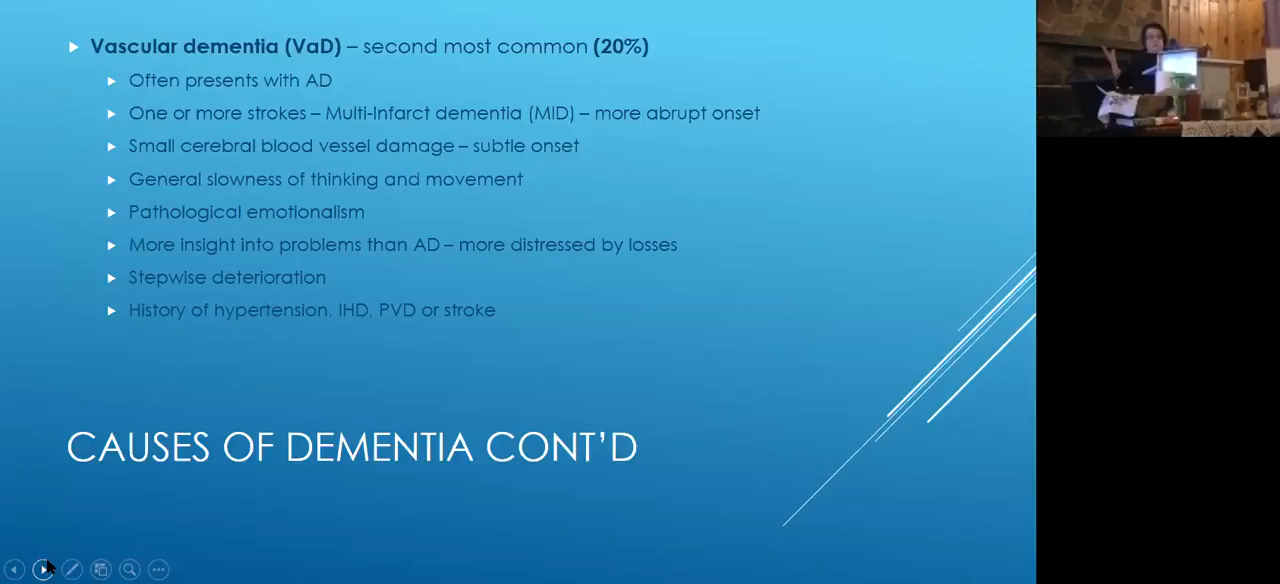 Vascular dementia (VaD) – second most common (20%)
Often presents with AD
One or more strokes – Multi-Infarct dementia (MID) – more abrupt onset
Small cerebral blood vessel damage – subtle onset
General slowness of thinking and movement
Pathological emotionalism
More insight into problems than AD – more distressed by losses
Stepwise deterioration
History of hypertension, IHD, PVD or stroke
CAUSES OF DEMENTIA CONT’D